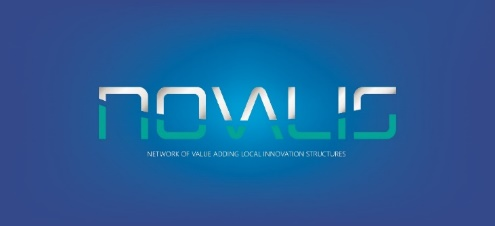 NOVALIS
NETWORK OF VALUE ADDING LOCAL INNOVATION STRUCTURES